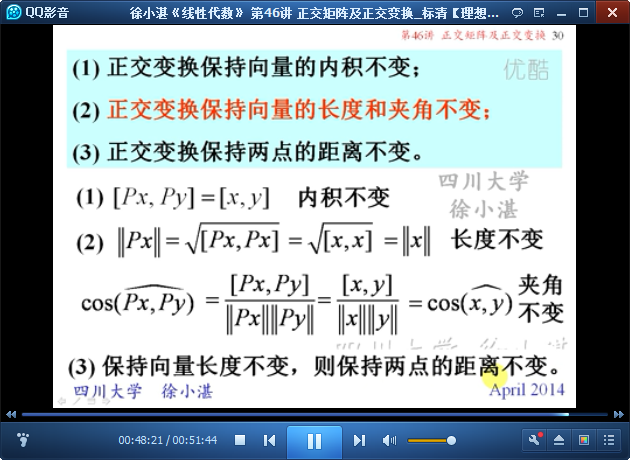 QQ影音
徐小湛《线性代数》 第46讲 正交矩阵及正交变换_标清【理想...
第46讲 正交矩阵及正交变换 30
优酷
(1) 正交变换保持向量的内积不变；
(2) 正交变换保持向量的长度和夹角不变；
(3) 正交变换保持两点的距离不变。
四川大学
徐小湛
(1) [Px, Py] = [x, y] 内积不变
(2) ‖Px‖ = √[Px, Px] = √[x, x] = ‖x‖ 长度不变
cos(Px, Py) = [Px, Py] / ‖Px‖‖Py‖ = [x, y] / ‖x‖‖y‖ = cos(x, y) 夹角不变
(3) 保持向量长度不变，则保持两点的距离不变。
四川大学 徐小湛 April 2014
00:48:21 / 00:51:44